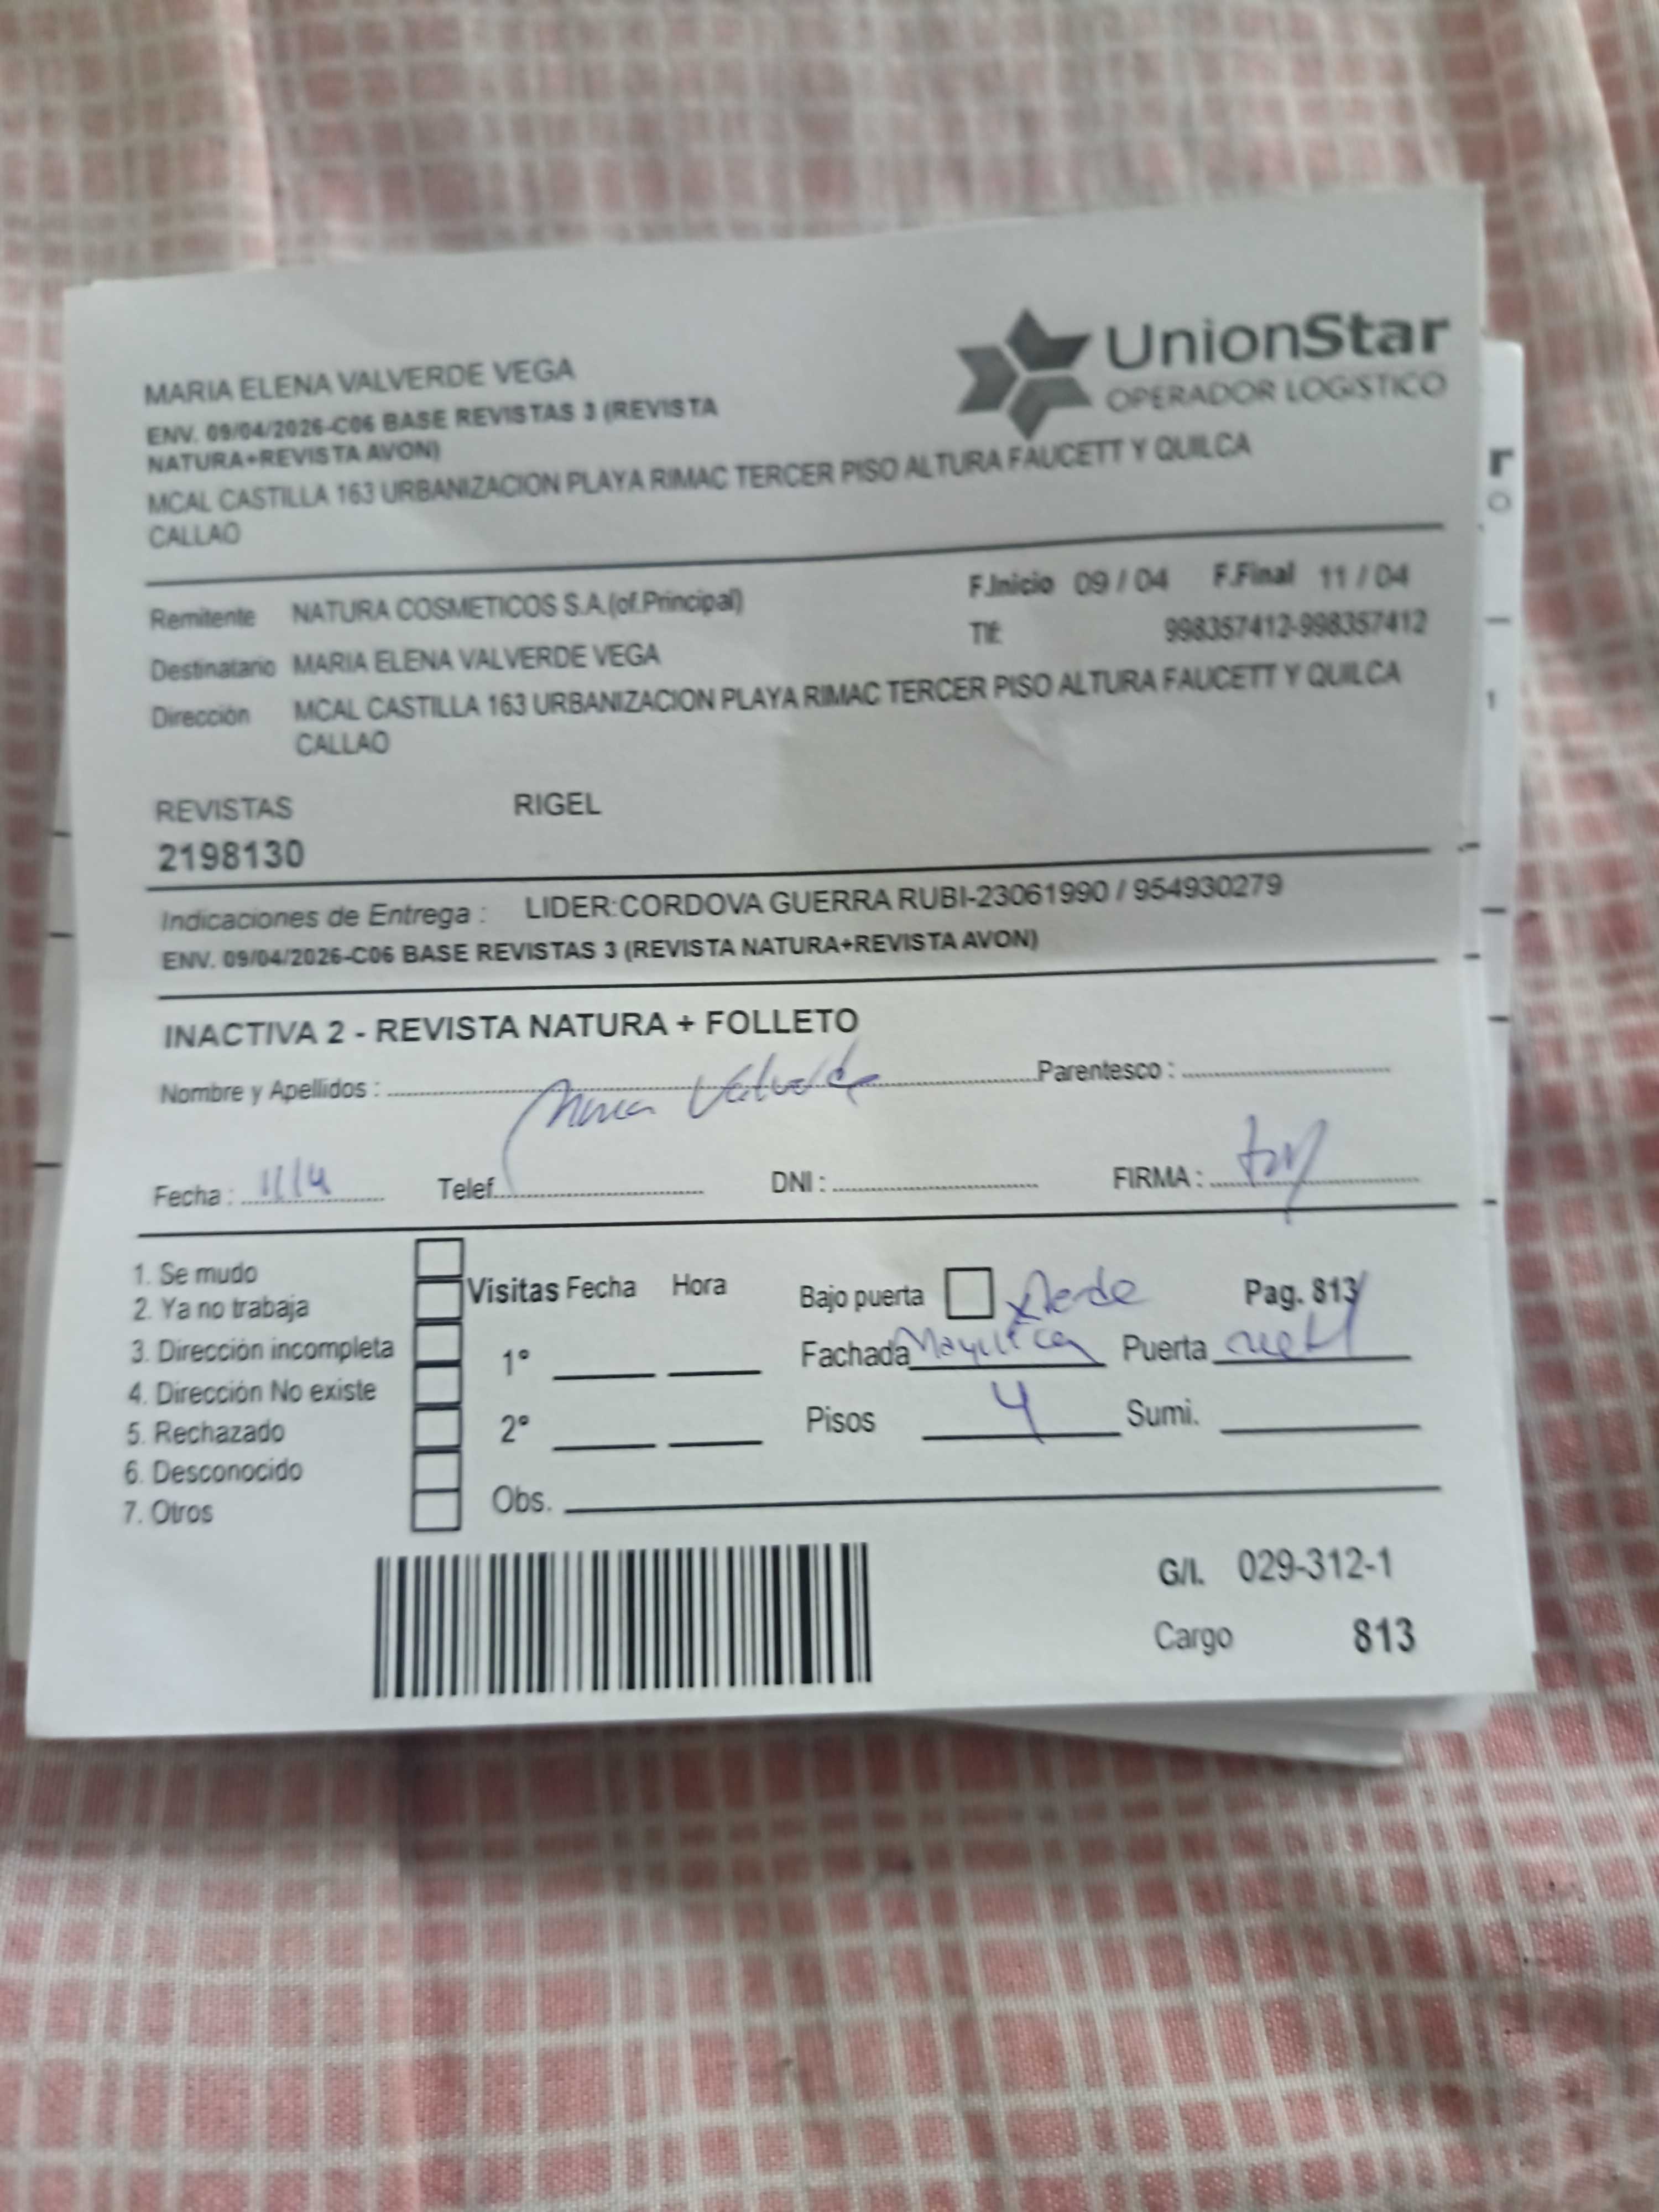 UnionStar
OPERADOR LOGÍSTICO
MARIA ELENA VALVERDE VEGA
ENV. 09/04/2026-C06 BASE REVISTAS 3 (REVISTA
NATURA+REVISTA AVON)
MCAL CASTILLA 163 URBANIZACION PLAYA RIMAC TERCER PISO ALTURA FAUCETT Y QUILCA
CALLAO
Remitente NATURA COSMETICOS S.A.(of.Principal) F.Inicio 09 / 04 F.Final 11 / 04
Tlf: 998357412-998357412
Destinatario MARIA ELENA VALVERDE VEGA
Dirección MCAL CASTILLA 163 URBANIZACION PLAYA RIMAC TERCER PISO ALTURA FAUCETT Y QUILCA
CALLAO
REVISTAS RIGEL
2198130
Indicaciones de Entrega : LIDER:CORDOVA GUERRA RUBI-23061990 / 954930279
ENV. 09/04/2026-C06 BASE REVISTAS 3 (REVISTA NATURA+REVISTA AVON)
INACTIVA 2 - REVISTA NATURA + FOLLETO
Nombre y Apellidos : Valverde Parentesco :
Fecha : 11/4 Telef. DNI : FIRMA :
1. Se mudo
2. Ya no trabaja
3. Dirección incompleta
4. Dirección No existe
5. Rechazado
6. Desconocido
7. Otros
Visitas Fecha Hora
1°
2°
Obs.
Bajo puerta Pag. 813
Fachada Mayolica Puerta
Pisos 4 Sumi.
G/I. 029-312-1
Cargo 813
r
O
1